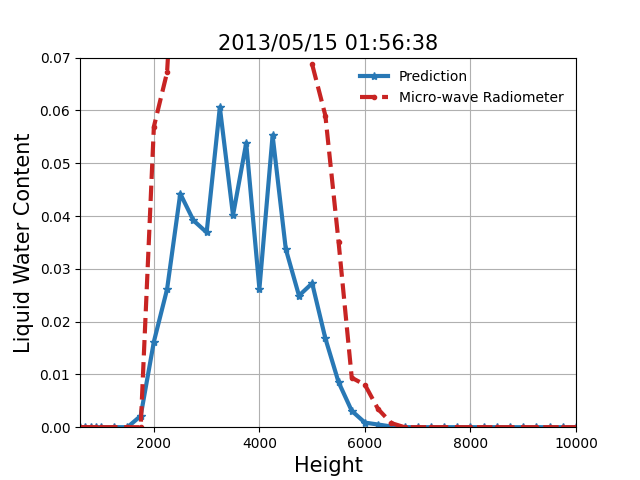 2013/05/15 01:56:38
0.07
0.06
0.05
0.04
0.03
0.02
0.01
0.00
Liquid Water Content
Prediction
Micro-wave Radiometer
2000 4000 6000 8000 10000
Height